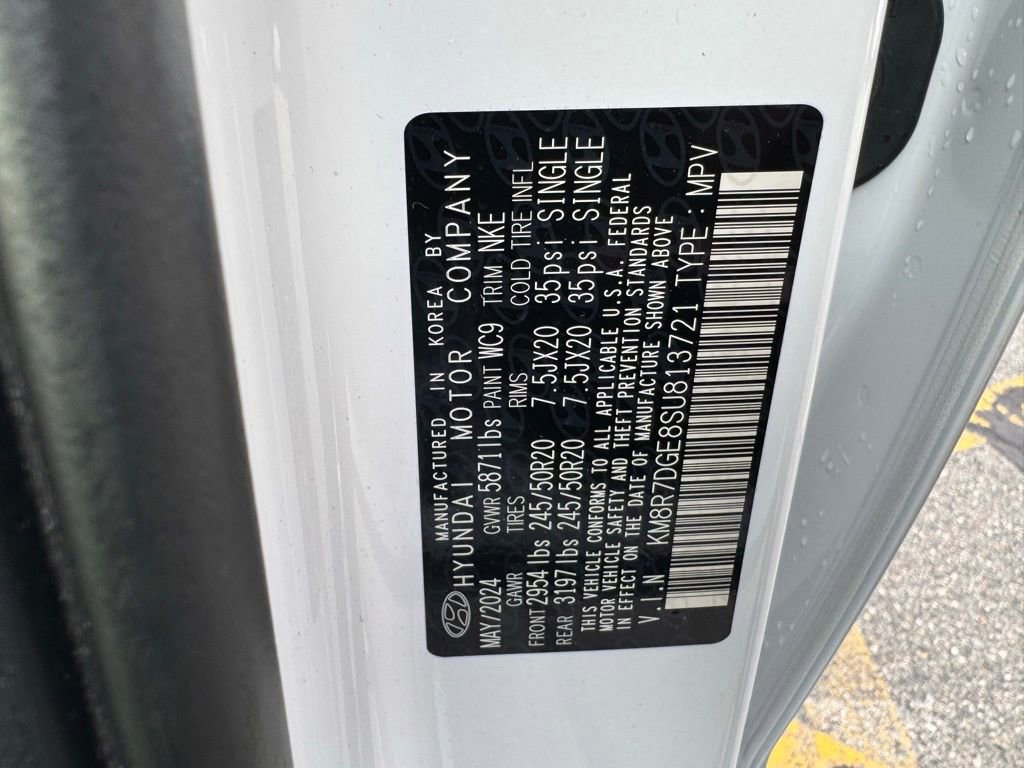 MANUFACTURED IN KOREA BY
HYUNDAI MOTOR COMPANY
MAY/2024 GVWR 5871lbs PAINT WC9 TRIM NKE
GAWR TIRES RIMS COLD TIRE INFL
FRONT 2954 lbs 245/50R20 7.5JX20 35psi SINGLE
REAR 3197 lbs 245/50R20 7.5JX20 35psi SINGLE
THIS VEHICLE CONFORMS TO ALL APPLICABLE U.S.A. FEDERAL
MOTOR VEHICLE SAFETY AND THEFT PREVENTION STANDARDS
IN EFFECT ON THE DATE OF MANUFACTURE SHOWN ABOVE
V.I.N KM8R7DGE8SU813721 TYPE : MPV